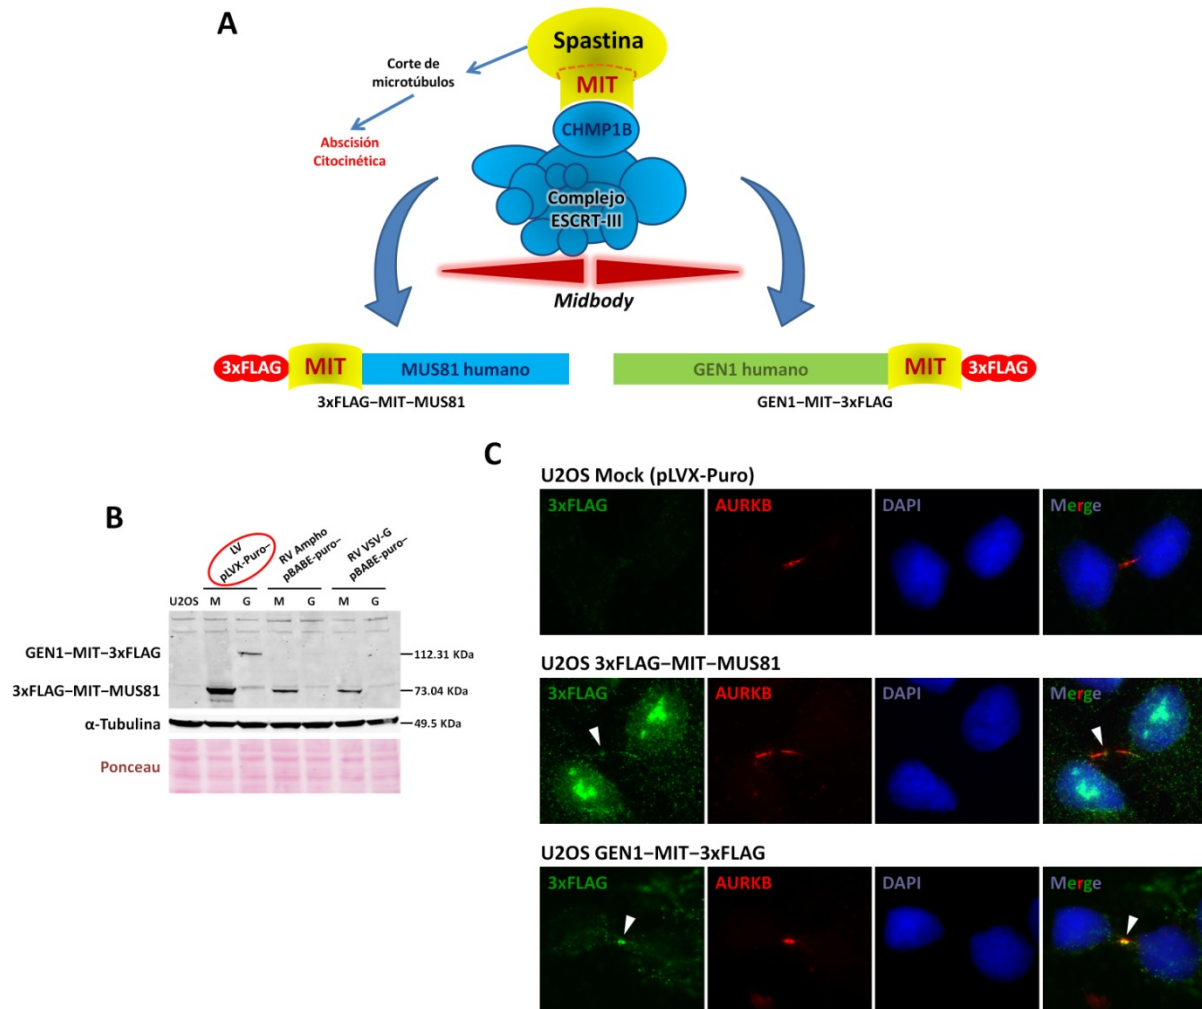 A
Spastina
MIT
CHMP1B
Complejo
ESCRT-III
Midbody
Corte de
microtúbulos
Abscisión
Citocinética
3xFLAG MIT MUS81 humano
3xFLAG–MIT–MUS81
GEN1 humano MIT 3xFLAG
GEN1–MIT–3xFLAG
B
LV
pLVX-Puro–
RV Ampho
pBABE-puro–
RV VSV-G
pBABE-puro–
U2OS M G M G M G
GEN1–MIT–3xFLAG 112.31 KDa
3xFLAG–MIT–MUS81 73.04 KDa
α-Tubulina 49.5 KDa
Ponceau
C
U2OS Mock (pLVX-Puro)
3xFLAG AURKB DAPI Merge
U2OS 3xFLAG–MIT–MUS81
3xFLAG AURKB DAPI Merge
U2OS GEN1–MIT–3xFLAG
3xFLAG AURKB DAPI Merge